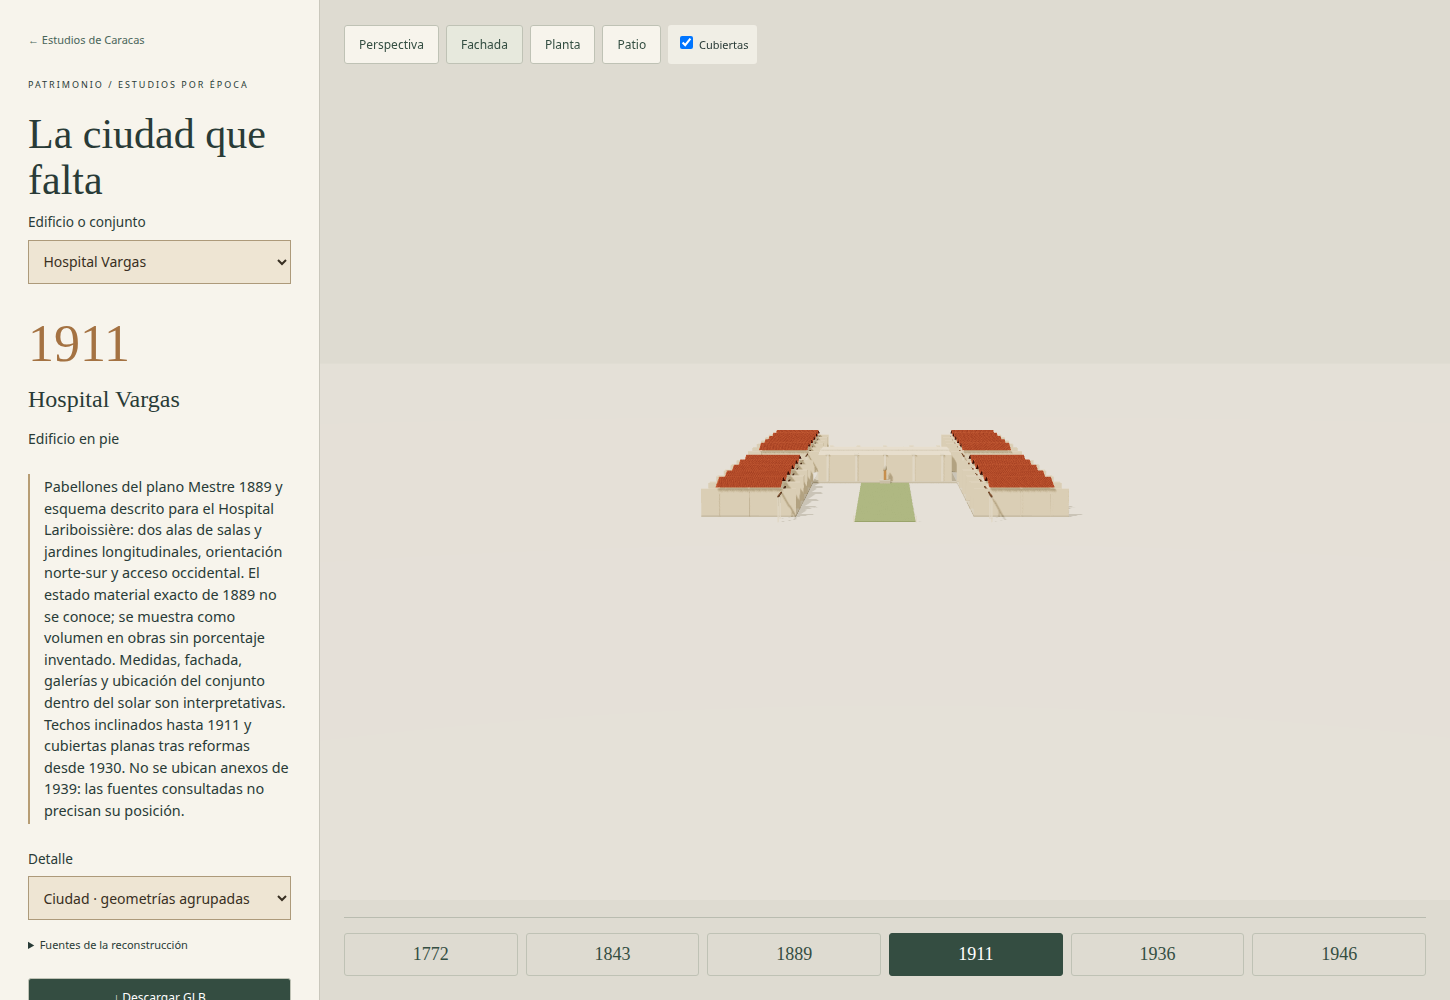 ← Estudios de Caracas
PATRIMONIO / ESTUDIOS POR ÉPOCA
La ciudad que
falta
Edificio o conjunto
Hospital Vargas
1911
Hospital Vargas
Edificio en pie
Pabellones del plano Mestre 1889 y
esquema descrito para el Hospital
Lariboissière: dos alas de salas y
jardines longitudinales, orientación
norte-sur y acceso occidental. El
estado material exacto de 1889 no
se conoce; se muestra como
volumen en obras sin porcentaje
inventado. Medidas, fachada,
galerías y ubicación del conjunto
dentro del solar son interpretativas.
Techos inclinados hasta 1911 y
cubiertas planas tras reformas
desde 1930. No se ubican anexos de
1939: las fuentes consultadas no
precisan su posición.
Detalle
Ciudad · geometrías agrupadas
Fuentes de la reconstrucción
↓ Descargar GLB
Perspectiva
Fachada
Planta
Patio
Cubiertas
1772
1843
1889
1911
1936
1946